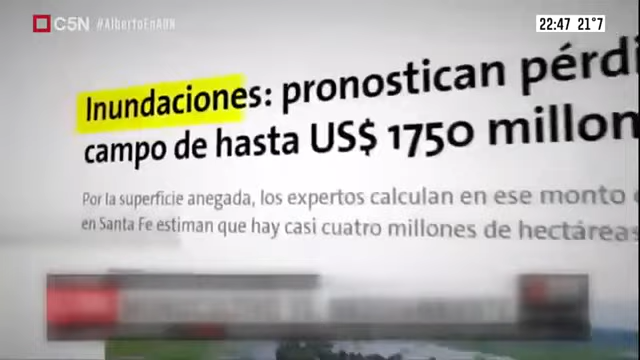 C5N #AlbertoEnADN
22:47 21°7
Inundaciones: pronostican pérdi
campo de hasta US$ 1750 millon
Por la superficie anegada, los expertos calculan en ese monto
en Santa Fe estiman que hay casi cuatro millones de hectáreas